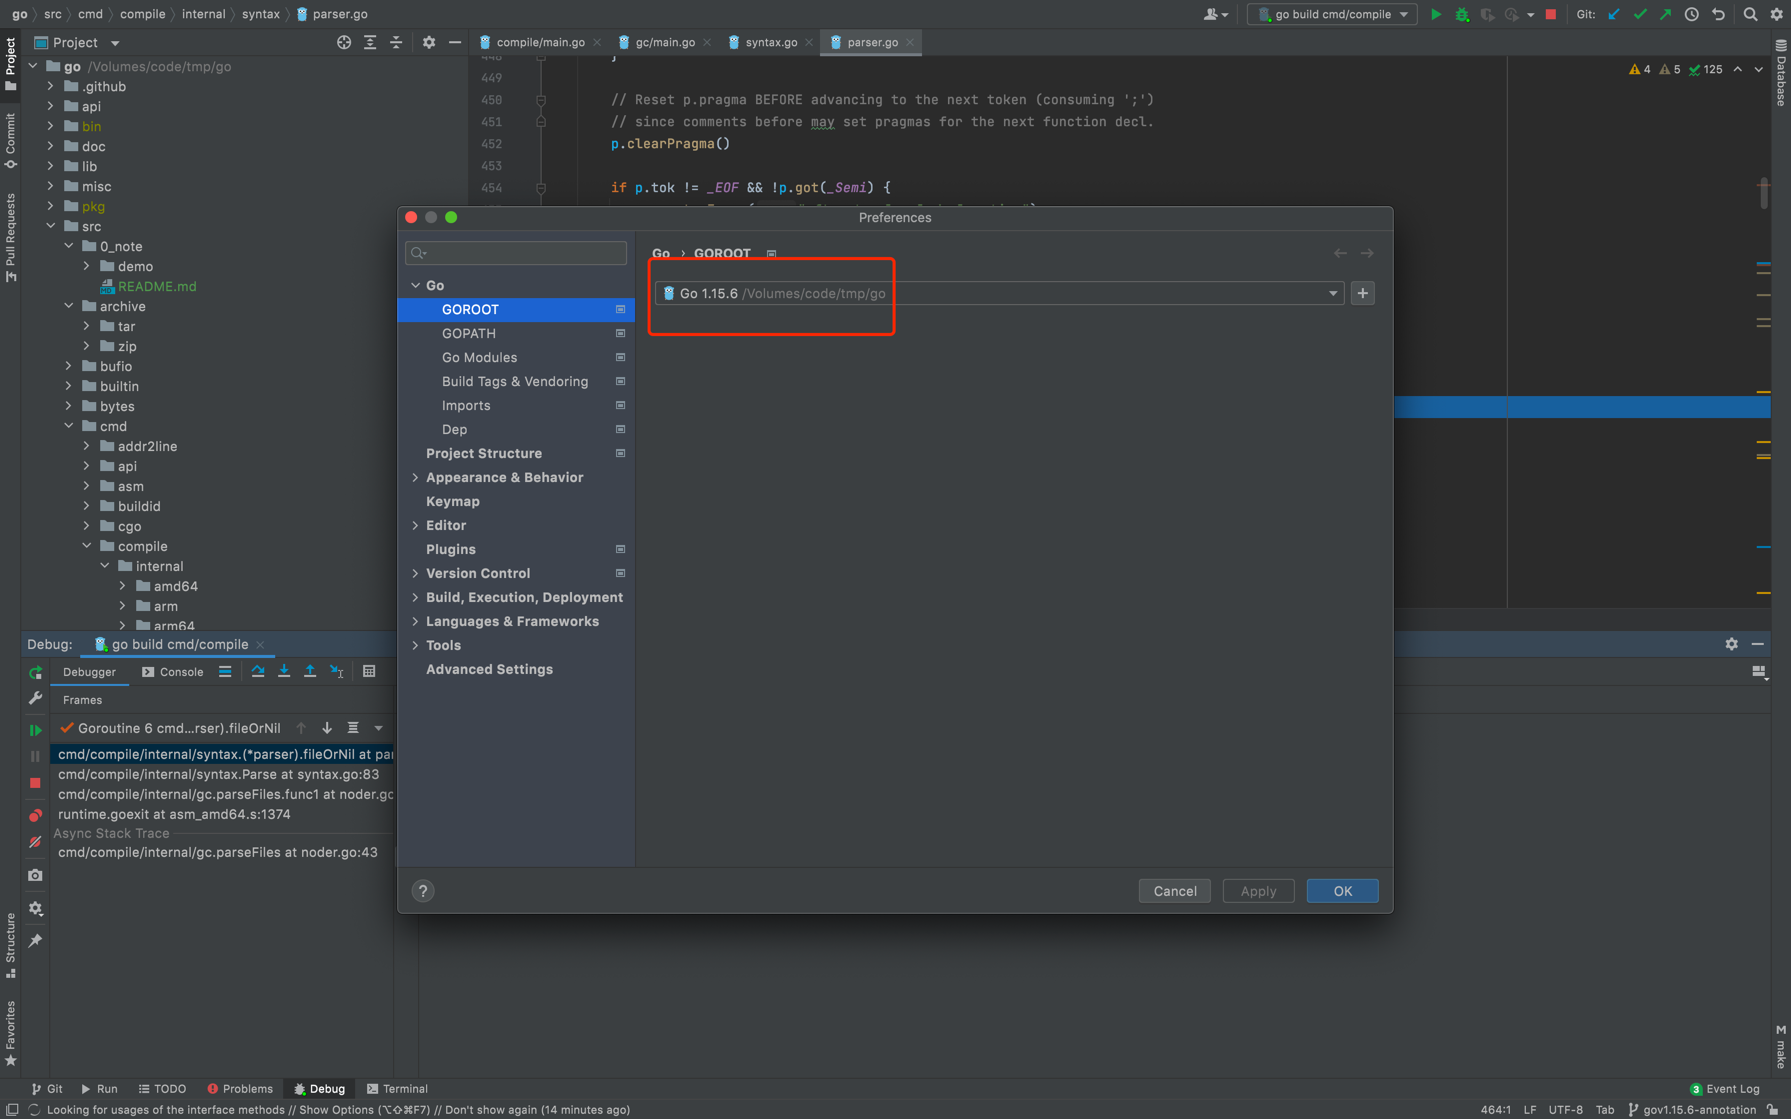 go › src › cmd › compile › internal › syntax › parser.go
go build cmd/compile
Git:
Project
compile/main.go
gc/main.go
syntax.go
parser.go
Project
Commit
Pull Requests
Structure
Favorites
Database
make
go /Volumes/code/tmp/go
.github
api
bin
doc
lib
misc
pkg
src
0_note
demo
README.md
archive
tar
zip
bufio
builtin
bytes
cmd
addr2line
api
asm
buildid
cgo
compile
internal
amd64
arm
arm64
4 5 125
448 }
449
450 // Reset p.pragma BEFORE advancing to the next token (consuming ';')
451 // since comments before may set pragmas for the next function decl.
452 p.clearPragma()
453
454 if p.tok != _EOF && !p.got(_Semi) {
Preferences
Go
GOROOT
GOPATH
Go Modules
Build Tags & Vendoring
Imports
Dep
Project Structure
Appearance & Behavior
Keymap
Editor
Plugins
Version Control
Build, Execution, Deployment
Languages & Frameworks
Tools
Advanced Settings
Go › GOROOT
Go 1.15.6 /Volumes/code/tmp/go
?
Cancel
Apply
OK
Debug: go build cmd/compile
Debugger
Console
Frames
Goroutine 6 cmd...rser).fileOrNil
cmd/compile/internal/syntax.(*parser).fileOrNil at par
cmd/compile/internal/syntax.Parse at syntax.go:83
cmd/compile/internal/gc.parseFiles.func1 at noder.go
runtime.goexit at asm_amd64.s:1374
Async Stack Trace
cmd/compile/internal/gc.parseFiles at noder.go:43
Git
Run
TODO
Problems
Debug
Terminal
3 Event Log
Looking for usages of the interface methods // Show Options (⌥⇧⌘F7) // Don't show again (14 minutes ago)
464:1 LF UTF-8 Tab gov1.15.6-annotation